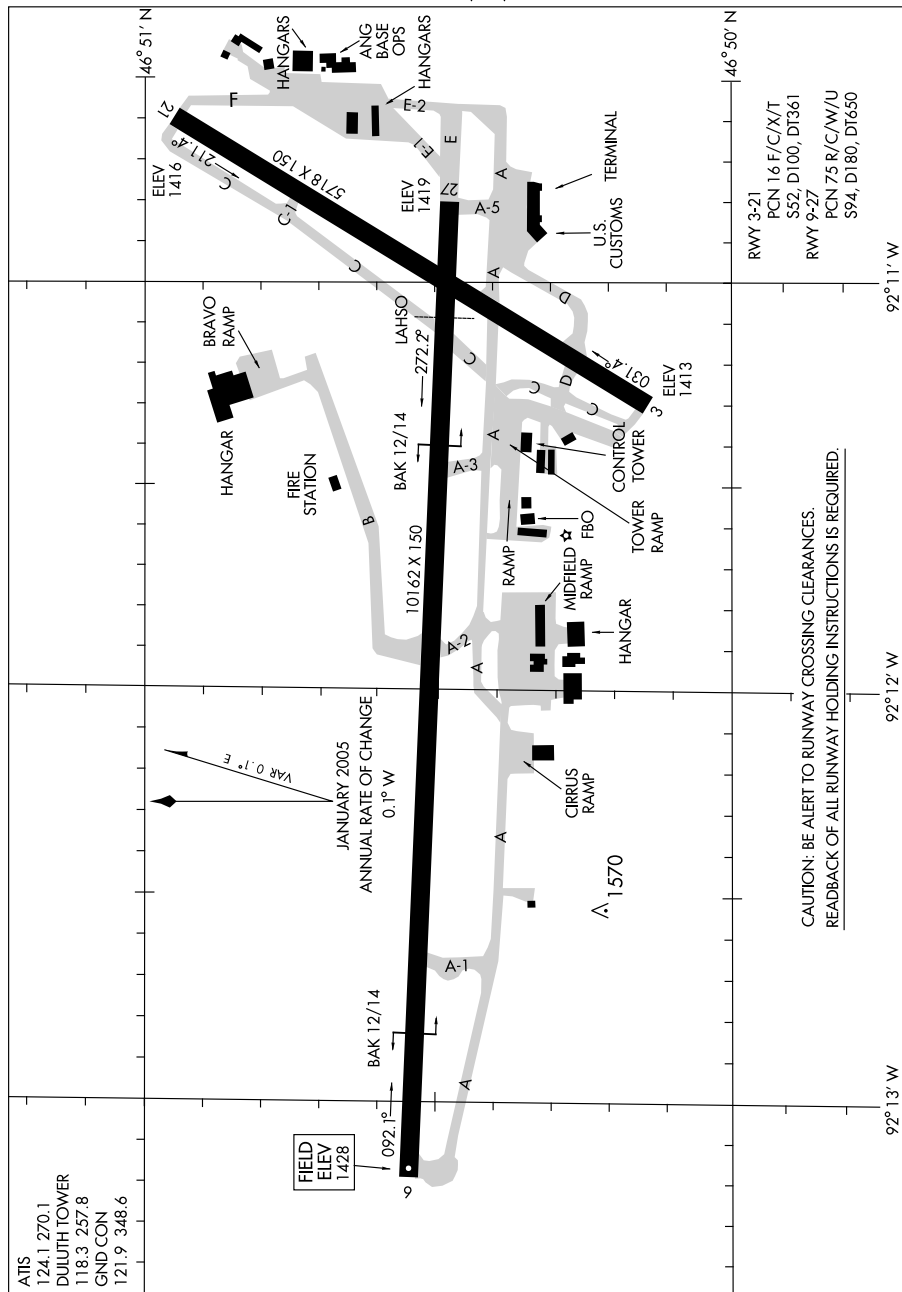 ATIS
124.1 270.1
DULUTH TOWER
118.3 257.8
GND CON
121.9 348.6
46° 51' N
46° 50' N
HANGARS
ANG
BASE
OPS
HANGARS
F
E-2
E-1
E
21
211.4°
ELEV
1416
5718 X 150
C
C-1
C
ELEV
1419
27
A-5
A
TERMINAL
U.S.
CUSTOMS
RWY 3-21
PCN 16 F/C/X/T
S52, D100, DT361
RWY 9-27
PCN 75 R/C/W/U
S94, D180, DT650
92° 11' W
A
D
LAHSO
272.2°
C
C
D
C
031.4°
ELEV
1413
3
BRAVO
RAMP
HANGAR
FIRE
STATION
B
BAK 12/14
A-3
A
CONTROL
TOWER
TOWER
RAMP
RAMP
FBO
10162 X 150
A-2
A
MIDFIELD
RAMP
HANGAR
92° 12' W
VAR 0.1° E
JANUARY 2005
ANNUAL RATE OF CHANGE
0.1° W
CIRRUS
RAMP
A
1570
A-1
BAK 12/14
A
092.1°
92° 13' W
FIELD
ELEV
1428
9
CAUTION: BE ALERT TO RUNWAY CROSSING CLEARANCES.
READBACK OF ALL RUNWAY HOLDING INSTRUCTIONS IS REQUIRED.